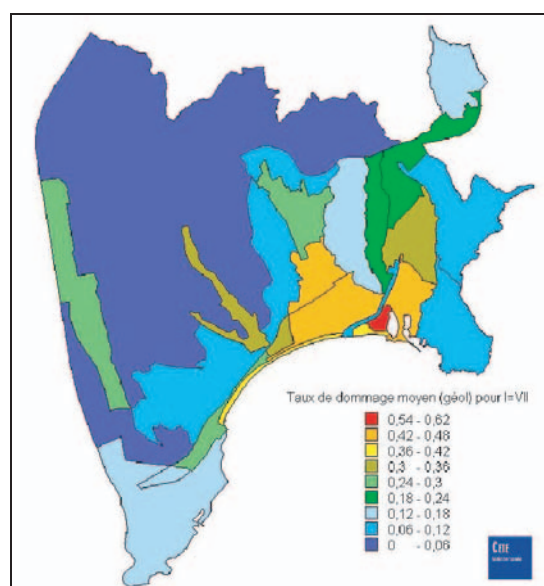 Taux de dommage moyen (géol) pour I=VII
0,54 - 0,62
0,42 - 0,48
0,36 - 0,42
0,3 - 0,36
0,24 - 0,3
0,18 - 0,24
0,12 - 0,18
0,06 - 0,12
0 - 0,06
CETE